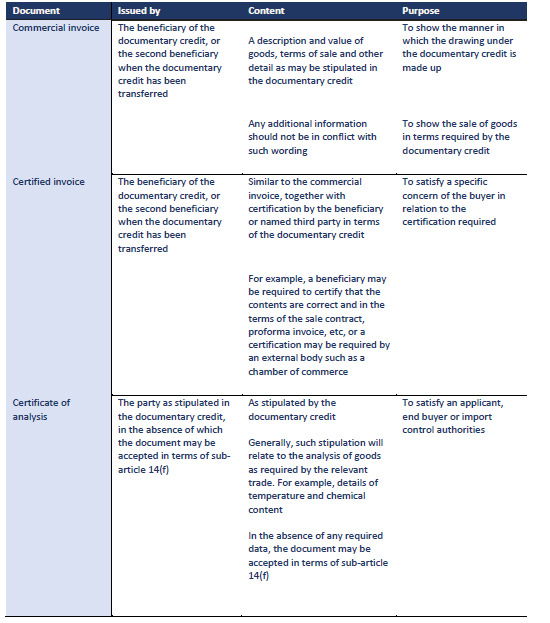 Document
Issued by
Content
Purpose
Commercial invoice
The beneficiary of the
documentary credit, or
the second beneficiary
when the documentary
credit has been
transferred
A description and value of
goods, terms of sale and other
detail as may be stipulated in
the documentary credit
Any additional information
should not be in conflict with
such wording
To show the manner in
which the drawing under
the documentary credit is
made up
To show the sale of goods
in terms required by the
documentary credit
Certified invoice
The beneficiary of the
documentary credit, or
the second beneficiary
when the documentary
credit has been
transferred
Similar to the commercial
invoice, together with
certification by the beneficiary
or named third party in terms
of the documentary credit
For example, a beneficiary may
be required to certify that the
contents are correct and in the
terms of the sale contract,
proforma invoice, etc, or a
certification may be required by
an external body such as a
chamber of commerce
To satisfy a specific
concern of the buyer in
relation to the
certification required
Certificate of
analysis
The party as stipulated in
the documentary credit,
in the absence of which
the document may be
accepted in terms of sub-
article 14(f)
As stipulated by the
documentary credit
Generally, such stipulation will
relate to the analysis of goods
as required by the relevant
trade. For example, details of
temperature and chemical
content
In the absence of any required
data, the document may be
accepted in terms of sub-article
14(f)
To satisfy an applicant,
end buyer or import
control authorities